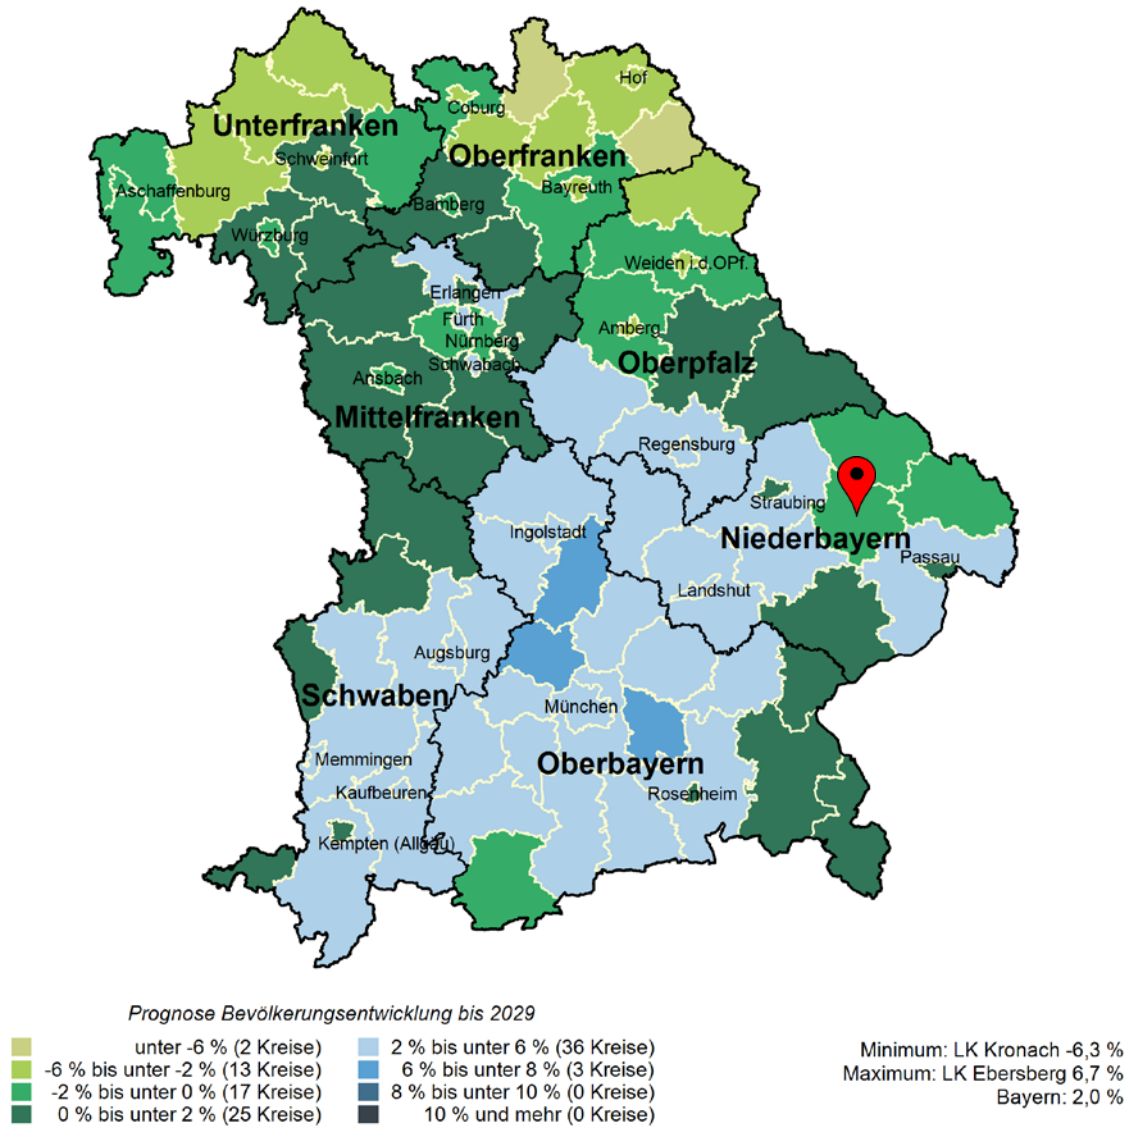 Hof
Coburg
Unterfranken
Oberfranken
Schweinfurt
Aschaffenburg
Bayreuth
Bamberg
Würzburg
Weiden i.d.OPf.
Erlangen
Fürth
Amberg
Nürnberg
Schwabach
Oberpfalz
Ansbach
Mittelfranken
Regensburg
Straubing
Ingolstadt
Niederbayern
Passau
Landshut
Augsburg
Schwaben
München
Memmingen
Oberbayern
Kaufbeuren
Rosenheim
Kempten (Allgäu)
Prognose Bevölkerungsentwicklung bis 2029
unter -6 % (2 Kreise)
-6 % bis unter -2 % (13 Kreise)
-2 % bis unter 0 % (17 Kreise)
0 % bis unter 2 % (25 Kreise)
2 % bis unter 6 % (36 Kreise)
6 % bis unter 8 % (3 Kreise)
8 % bis unter 10 % (0 Kreise)
10 % und mehr (0 Kreise)
Minimum: LK Kronach -6,3 %
Maximum: LK Ebersberg 6,7 %
Bayern: 2,0 %